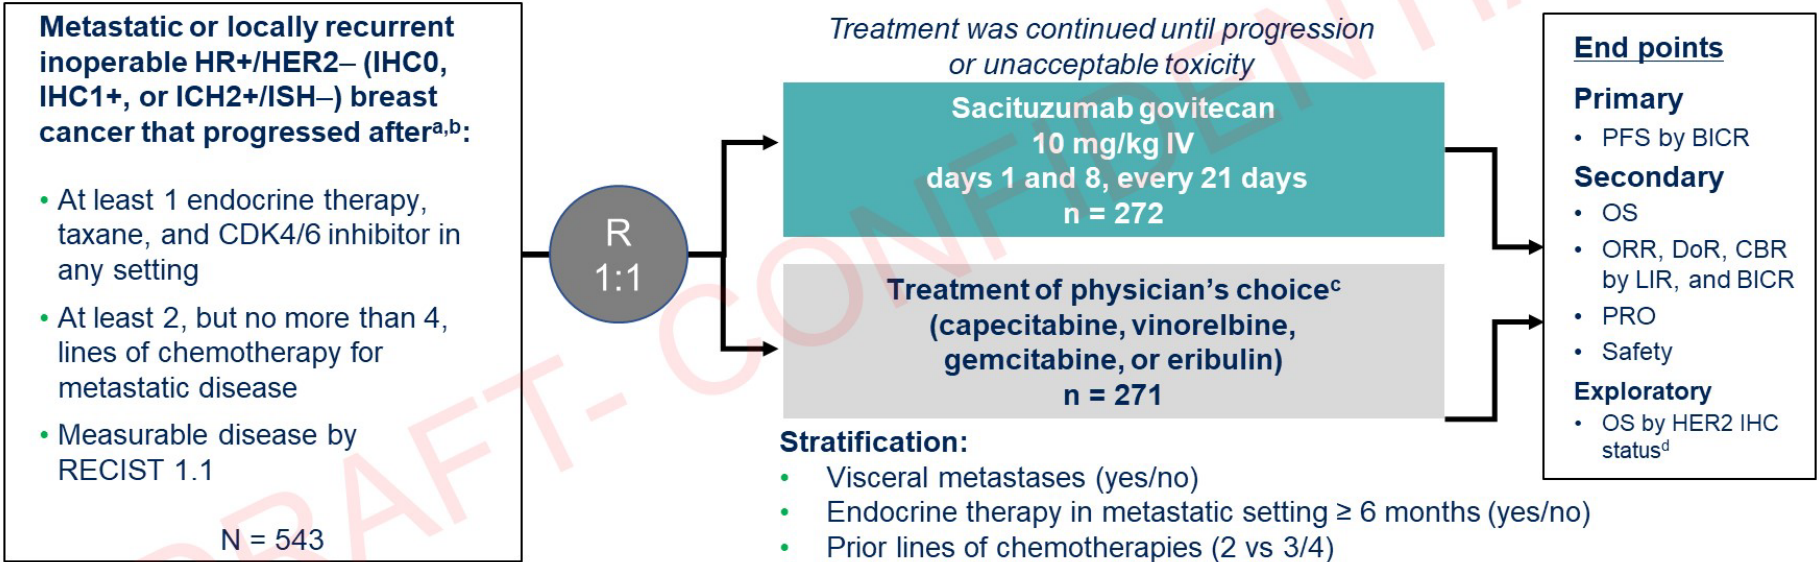 Metastatic or locally recurrent
inoperable HR+/HER2– (IHC0,
IHC1+, or ICH2+/ISH–) breast
cancer that progressed afterᵃ,ᵇ:
• At least 1 endocrine therapy,
taxane, and CDK4/6 inhibitor in
any setting
• At least 2, but no more than 4,
lines of chemotherapy for
metastatic disease
• Measurable disease by
RECIST 1.1
N = 543
R
1:1
Treatment was continued until progression
or unacceptable toxicity
Sacituzumab govitecan
10 mg/kg IV
days 1 and 8, every 21 days
n = 272
Treatment of physician’s choiceᶜ
(capecitabine, vinorelbine,
gemcitabine, or eribulin)
n = 271
Stratification:
• Visceral metastases (yes/no)
• Endocrine therapy in metastatic setting ≥ 6 months (yes/no)
• Prior lines of chemotherapies (2 vs 3/4)
End points
Primary
• PFS by BICR
Secondary
• OS
• ORR, DoR, CBR
by LIR, and BICR
• PRO
• Safety
Exploratory
• OS by HER2 IHC
statusᵈ
DRAFT- CONFIDENTIA